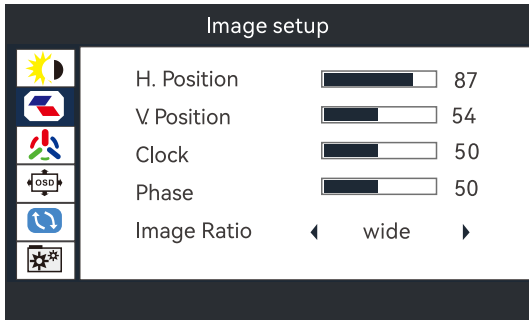 Image setup
H. Position 87
V. Position 54
Clock 50
Phase 50
OSD
Image Ratio wide